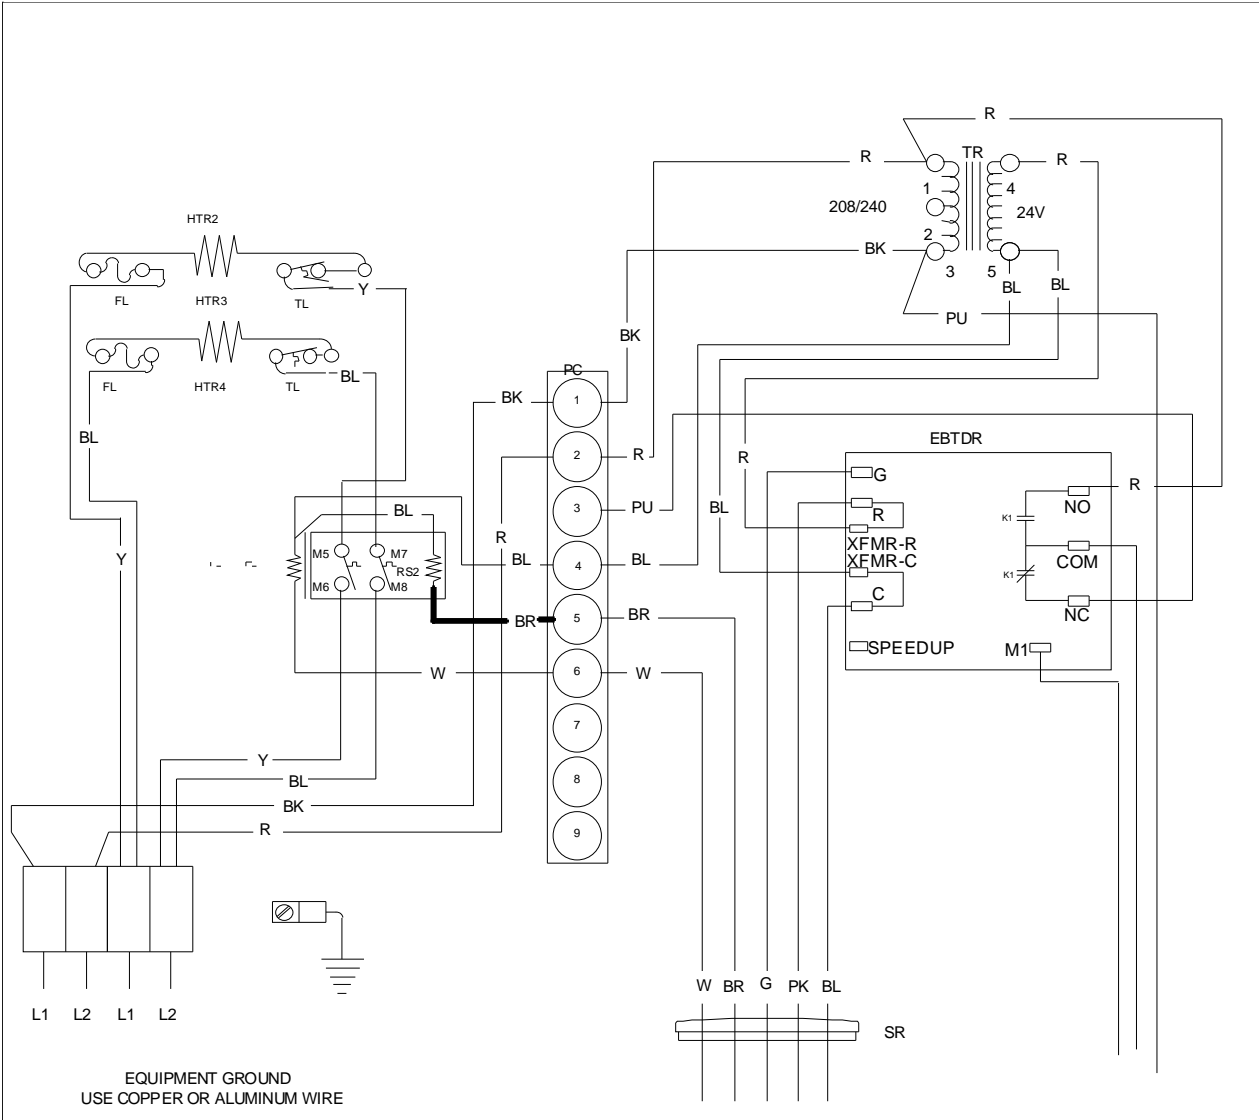 R
R
TR
R
1
4
208/240
24V
2
BK
3
5
BL
BL
PU
HTR2
FL
HTR3
TL
Y
FL
HTR4
TL
BL
BK
PC
BK
1
BL
R
2
R
R
BL
3
PU
BL
Y
M5
M7
RS2
M6
M8
BL
4
BL
BR
5
BR
W
6
W
7
8
9
EBTDR
G
R
XFMR-R
XFMR-C
C
SPEEDUP
K1
NO
R
COM
K1
NC
M1
Y
BL
BK
R
L1
L2
L1
L2
W
BR
G
PK
BL
SR
EQUIPMENT GROUND
USE COPPER OR ALUMINUM WIRE